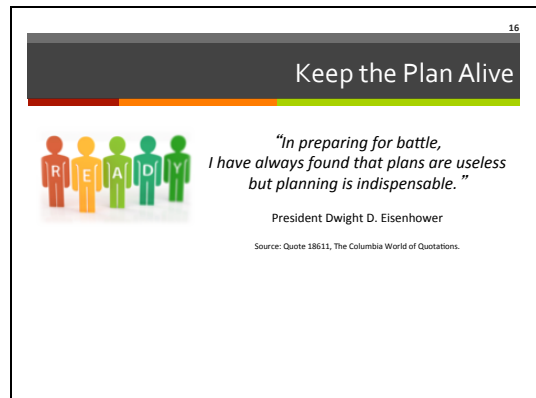 16
Keep the Plan Alive
READY
“In preparing for battle,
I have always found that plans are useless
but planning is indispensable.”
President Dwight D. Eisenhower
Source: Quote 18611, The Columbia World of Quotations.